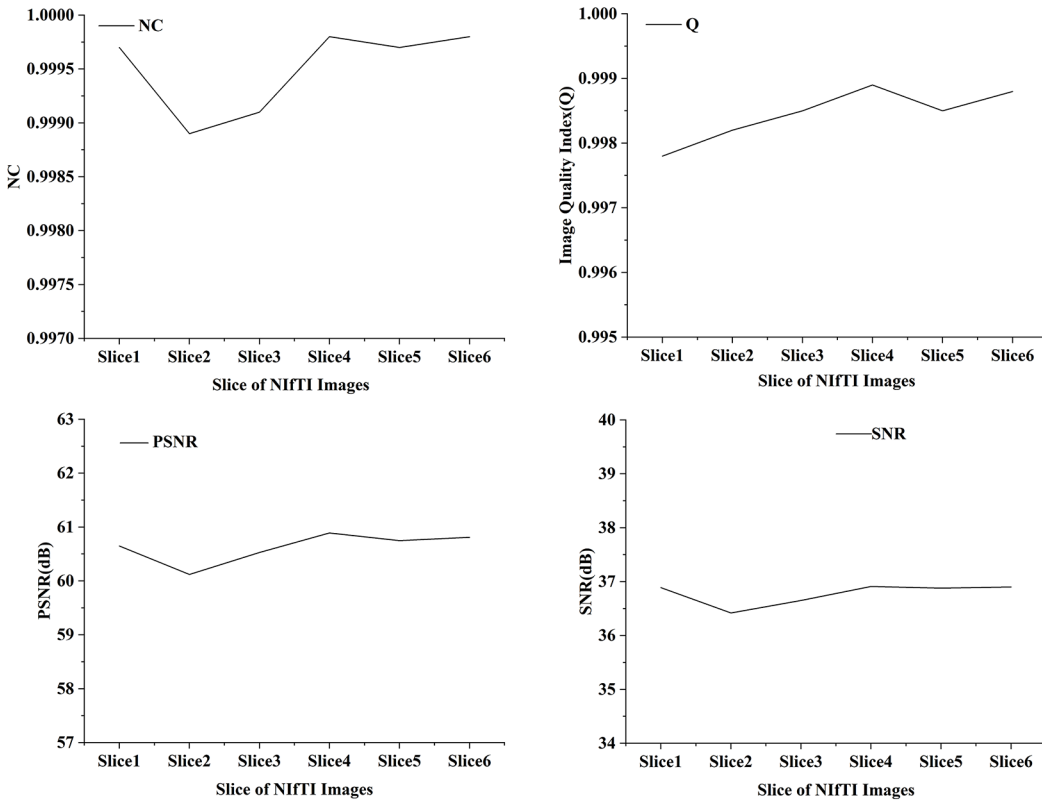 NC
1.0000
0.9995
0.9990
0.9985
0.9980
0.9975
0.9970
NC
Slice1 Slice2 Slice3 Slice4 Slice5 Slice6
Slice of NIfTI Images
Q
1.000
0.999
0.998
0.997
0.996
0.995
Image Quality Index(Q)
Slice1 Slice2 Slice3 Slice4 Slice5 Slice6
Slice of NIfTI Images
PSNR
63
62
61
60
59
58
57
PSNR(dB)
Slice1 Slice2 Slice3 Slice4 Slice5 Slice6
Slice of NIfTI Images
SNR
40
39
38
37
36
35
34
SNR(dB)
Slice1 Slice2 Slice3 Slice4 Slice5 Slice6
Slice of NIfTI Images